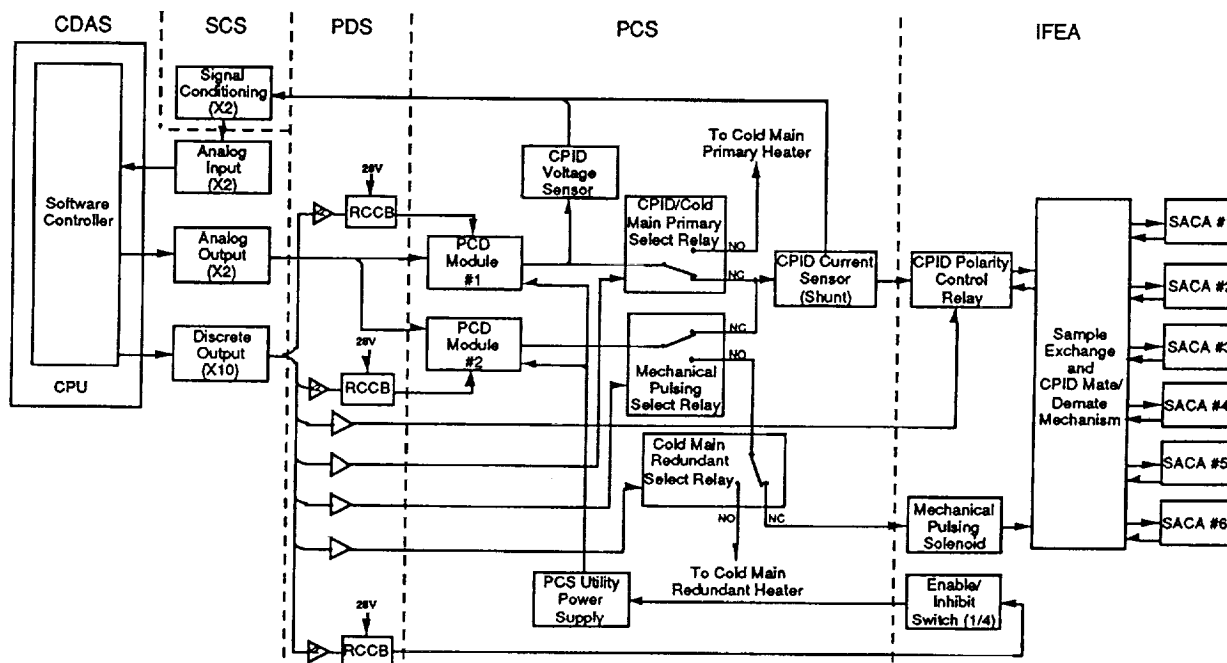 CDAS
SCS
PDS
PCS
IFEA
Software
Controller
CPU
Signal
Conditioning
(X2)
Analog
Input
(X2)
Analog
Output
(X2)
Discrete
Output
(X10)
28V
RCCB
28V
RCCB
28V
RCCB
CPID
Voltage
Sensor
PCD
Module
#1
PCD
Module
#2
To Cold Main
Primary Heater
CPID/Cold
Main Primary
Select Relay
NO
NC
NC
NO
Mechanical
Pulsing
Select Relay
Cold Main
Redundant
Select Relay
NO
NC
To Cold Main
Redundant Heater
PCS Utility
Power
Supply
CPID Current
Sensor
(Shunt)
CPID Polarity
Control
Relay
Mechanical
Pulsing
Solenoid
Enable/
Inhibit
Switch (1/4)
Sample
Exchange
and
CPID Mate/
Demate
Mechanism
SACA #
SACA #2
SACA #3
SACA #4
SACA #5
SACA #6